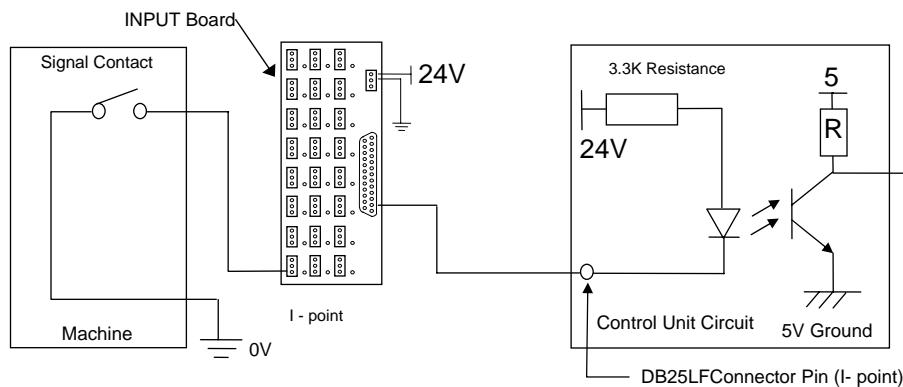 INPUT Board
Signal Contact
24V
3.3K Resistance
5
R
24V
I - point
Control Unit Circuit
5V Ground
Machine
0V
DB25LFConnector Pin (I- point)